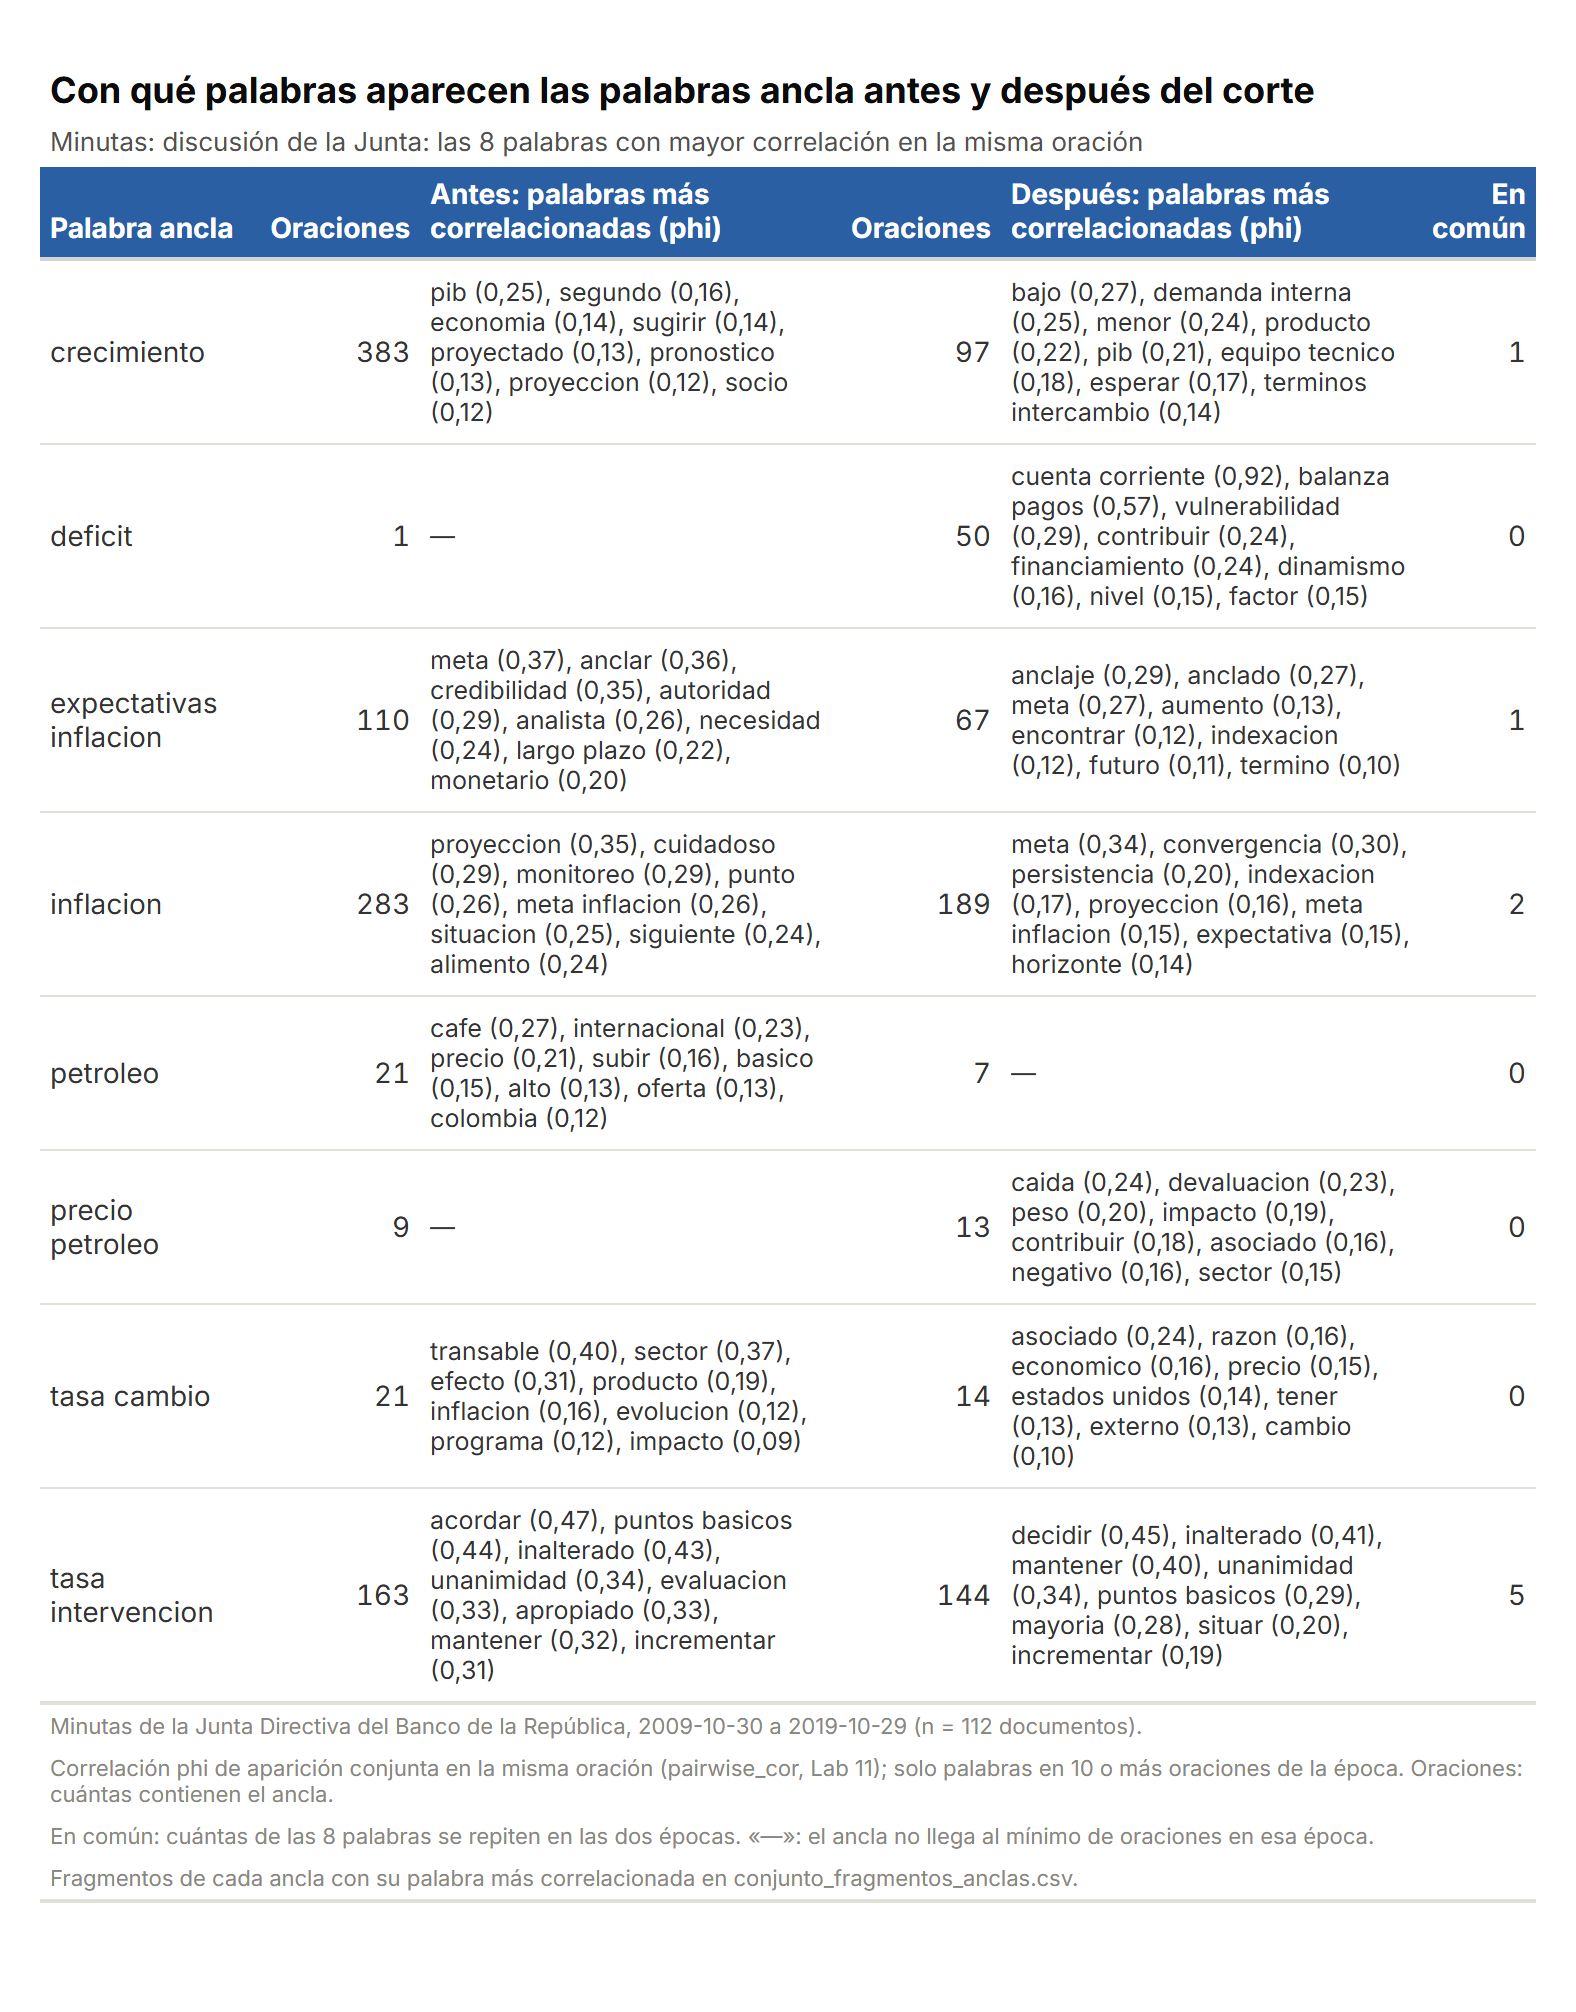 Con qué palabras aparecen las palabras ancla antes y después del corte
Minutas: discusión de la Junta: las 8 palabras con mayor correlación en la misma oración
Palabra ancla
Oraciones
Antes: palabras más
correlacionadas (phi)
Oraciones
Después: palabras más
correlacionadas (phi)
En
común
crecimiento
383
pib (0,25), segundo (0,16),
economia (0,14), sugirir (0,14),
proyectado (0,13), pronostico
(0,13), proyeccion (0,12), socio
(0,12)
97
bajo (0,27), demanda interna
(0,25), menor (0,24), producto
(0,22), pib (0,21), equipo tecnico
(0,18), esperar (0,17), terminos
intercambio (0,14)
1
deficit
1
—
50
cuenta corriente (0,92), balanza
pagos (0,57), vulnerabilidad
(0,29), contribuir (0,24),
financiamiento (0,24), dinamismo
(0,16), nivel (0,15), factor (0,15)
0
expectativas
inflacion
110
meta (0,37), anclar (0,36),
credibilidad (0,35), autoridad
(0,29), analista (0,26), necesidad
(0,24), largo plazo (0,22),
monetario (0,20)
67
anclaje (0,29), anclado (0,27),
meta (0,27), aumento (0,13),
encontrar (0,12), indexacion
(0,12), futuro (0,11), termino (0,10)
1
inflacion
283
proyeccion (0,35), cuidadoso
(0,29), monitoreo (0,29), punto
(0,26), meta inflacion (0,26),
situacion (0,25), siguiente (0,24),
alimento (0,24)
189
meta (0,34), convergencia (0,30),
persistencia (0,20), indexacion
(0,17), proyeccion (0,16), meta
inflacion (0,15), expectativa (0,15),
horizonte (0,14)
2
petroleo
21
cafe (0,27), internacional (0,23),
precio (0,21), subir (0,16), basico
(0,15), alto (0,13), oferta (0,13),
colombia (0,12)
7
—
0
precio
petroleo
9
—
13
caida (0,24), devaluacion (0,23),
peso (0,20), impacto (0,19),
contribuir (0,18), asociado (0,16),
negativo (0,16), sector (0,15)
0
tasa cambio
21
transable (0,40), sector (0,37),
efecto (0,31), producto (0,19),
inflacion (0,16), evolucion (0,12),
programa (0,12), impacto (0,09)
14
asociado (0,24), razon (0,16),
economico (0,16), precio (0,15),
estados unidos (0,14), tener
(0,13), externo (0,13), cambio
(0,10)
0
tasa
intervencion
163
acordar (0,47), puntos basicos
(0,44), inalterado (0,43),
unanimidad (0,34), evaluacion
(0,33), apropiado (0,33),
mantener (0,32), incrementar
(0,31)
144
decidir (0,45), inalterado (0,41),
mantener (0,40), unanimidad
(0,34), puntos basicos (0,29),
mayoria (0,28), situar (0,20),
incrementar (0,19)
5
Minutas de la Junta Directiva del Banco de la República, 2009-10-30 a 2019-10-29 (n = 112 documentos).
Correlación phi de aparición conjunta en la misma oración (pairwise_cor, Lab 11); solo palabras en 10 o más oraciones de la época. Oraciones:
cuántas contienen el ancla.
En común: cuántas de las 8 palabras se repiten en las dos épocas. «—»: el ancla no llega al mínimo de oraciones en esa época.
Fragmentos de cada ancla con su palabra más correlacionada en conjunto_fragmentos_anclas.csv.